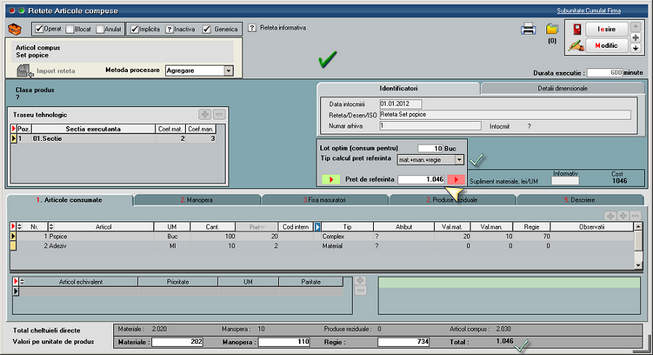 Retete Articole compuse
Subunitate Cumulat Firma
Operat Blocat Anulat Implicita ? Inactiva Generica ? Reteta informativa
(0)
Iesire
Modific
Articol compus
Set popice
Import reteta Metoda procesare Agregare
Durata executie : 600 minute
Clasa produs
?
Identificatori Detalii dimensionale
Data intocmirii 01.01.2012
Reteta/Desen/ISO Reteta Set popice
Numar arhiva 1 Intocmit ?
Traseu tehnologic
Poz. Sectia executanta Coef mat. Coef man.
1 01.Sectie 2 3
Lot optim (consum pentru) 10 Buc
Tip calcul pret referinta mat.+man.+regie
Pret de referinta 1.046
Supliment materiale, lei/UM Informativ Cost
1046
1. Articole consumate 2. Manopera 3.Fisa masuratori 2. Produse reziduale 5. Descriere
Nr. Articol UM Cant. Pret Cod intern Tip Atribut Val.mat. Val.man. Regie Observatii
1 Popice Buc 100 20 Complex ? 20 10 70
2 Adeziv Ml 10 2 Material ? 0 0 0
Articol echivalent Prioritate UM Paritate
Total cheltuieli directe Materiale : 2.020 Manopera : 10 Produse reziduale : 0 Articol compus : 2.030
Valori pe unitate de produs Materiale : 202 Manopera : 110 Regie : 734 Total : 1.046